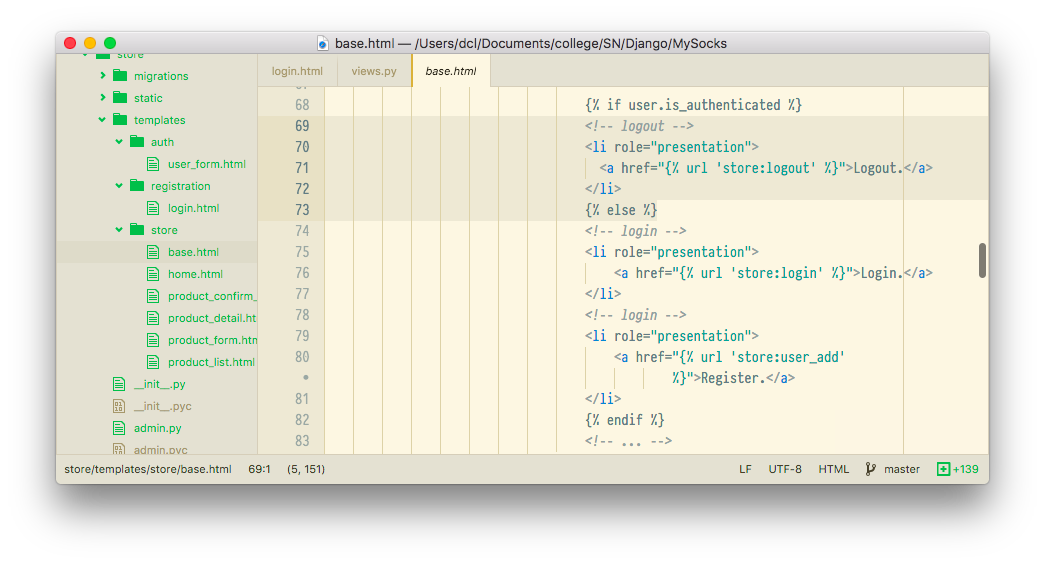 base.html — /Users/dcl/Documents/college/SN/Django/MySocks
store
migrations
static
templates
auth
user_form.html
registration
login.html
store
base.html
home.html
product_confirm_
product_detail.ht
product_form.htm
product_list.html
__init__.py
__init__.pyc
admin.py
admin.pyc
login.html views.py base.html
67
68 {% if user.is_authenticated %}
69 <!-- logout -->
70 <li role="presentation">
71 <a href="{% url 'store:logout' %}">Logout.</a>
72 </li>
73 {% else %}
74 <!-- login -->
75 <li role="presentation">
76 <a href="{% url 'store:login' %}">Login.</a>
77 </li>
78 <!-- login -->
79 <li role="presentation">
80 <a href="{% url 'store:user_add'
• %}">Register.</a>
81 </li>
82 {% endif %}
83 <!-- ... -->
store/templates/store/base.html 69:1 (5, 151) LF UTF-8 HTML master +139